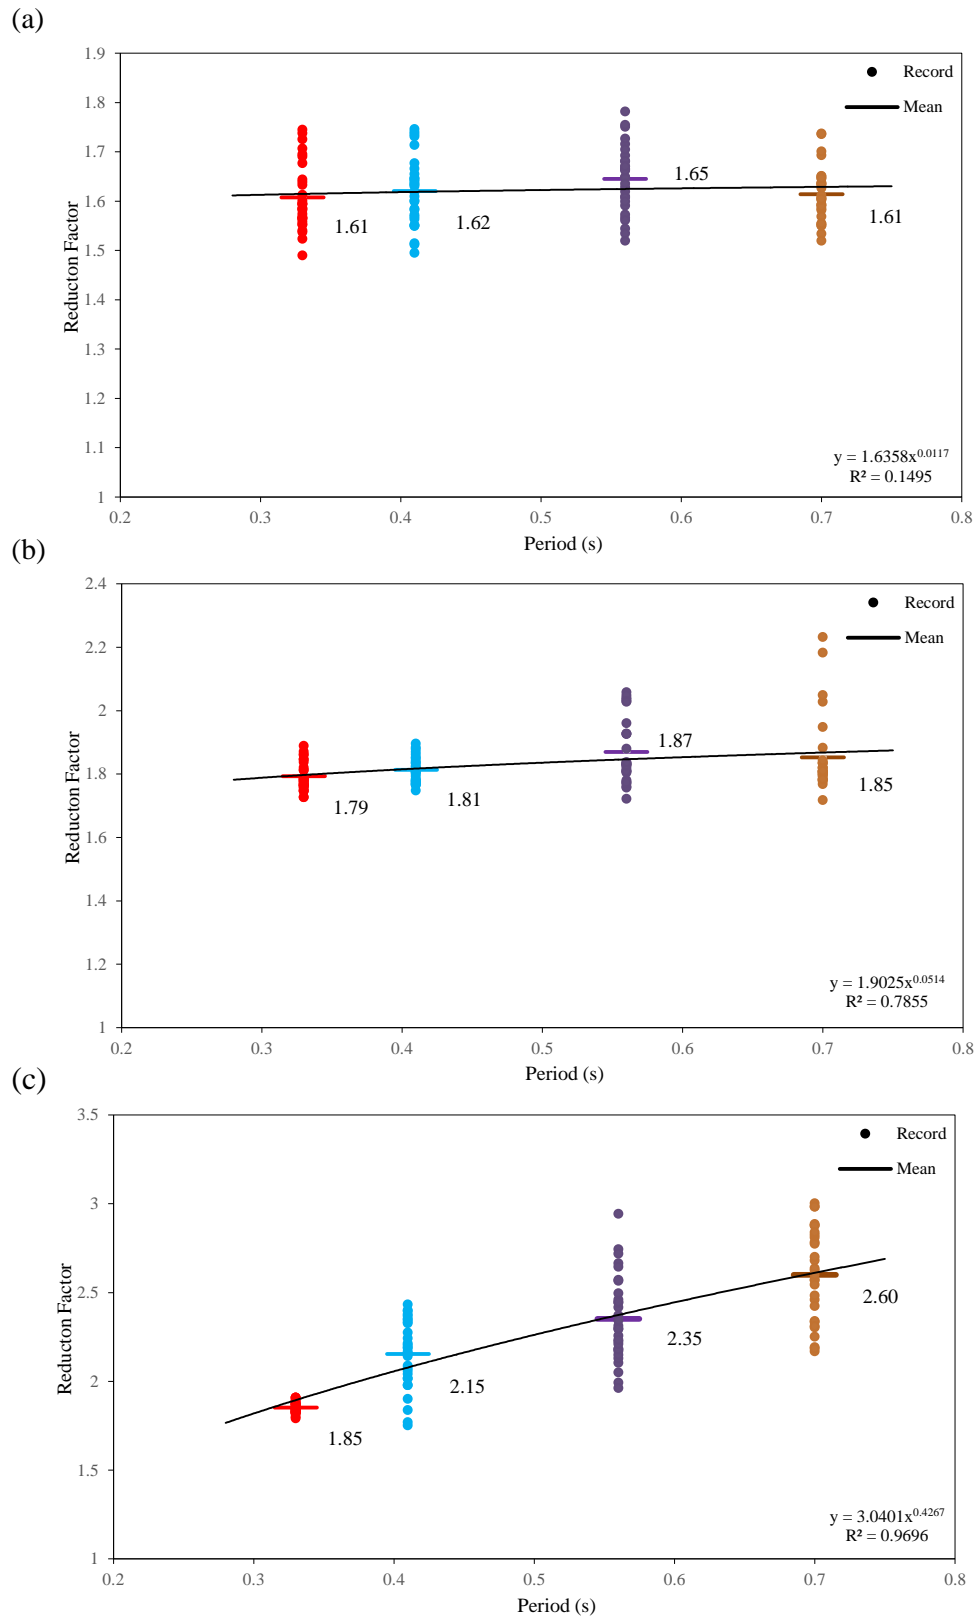 (a)
1.9
1.8
1.7
1.6
1.5
1.4
1.3
1.2
1.1
1
Reducton Factor
Record
Mean
1.61
1.62
1.65
1.61
y = 1.6358x^0.0117
R² = 0.1495
0.2 0.3 0.4 0.5 0.6 0.7 0.8
Period (s)
(b)
2.4
2.2
2
1.8
1.6
1.4
1.2
1
Reducton Factor
Record
Mean
1.79
1.81
1.87
1.85
y = 1.9025x^0.0514
R² = 0.7855
0.2 0.3 0.4 0.5 0.6 0.7 0.8
Period (s)
(c)
3.5
3
2.5
2
1.5
1
Reducton Factor
Record
Mean
1.85
2.15
2.35
2.60
y = 3.0401x^0.4267
R² = 0.9696
0.2 0.3 0.4 0.5 0.6 0.7 0.8
Period (s)